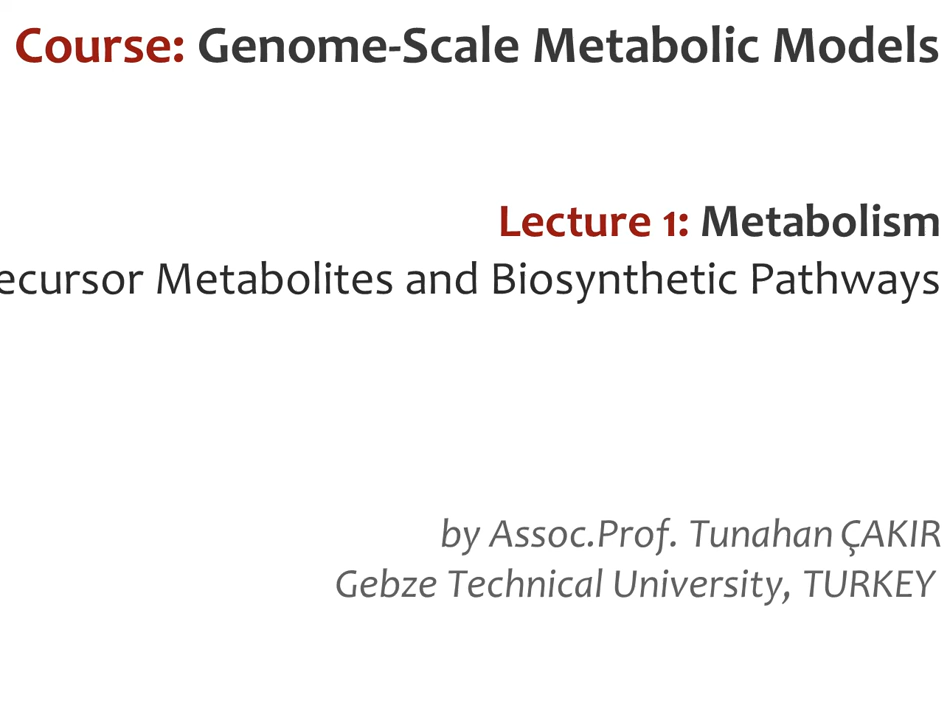 Course: Genome-Scale Metabolic Models
Lecture 1: Metabolism
ecursor Metabolites and Biosynthetic Pathways
by Assoc.Prof. Tunahan ÇAKIR
Gebze Technical University, TURKEY